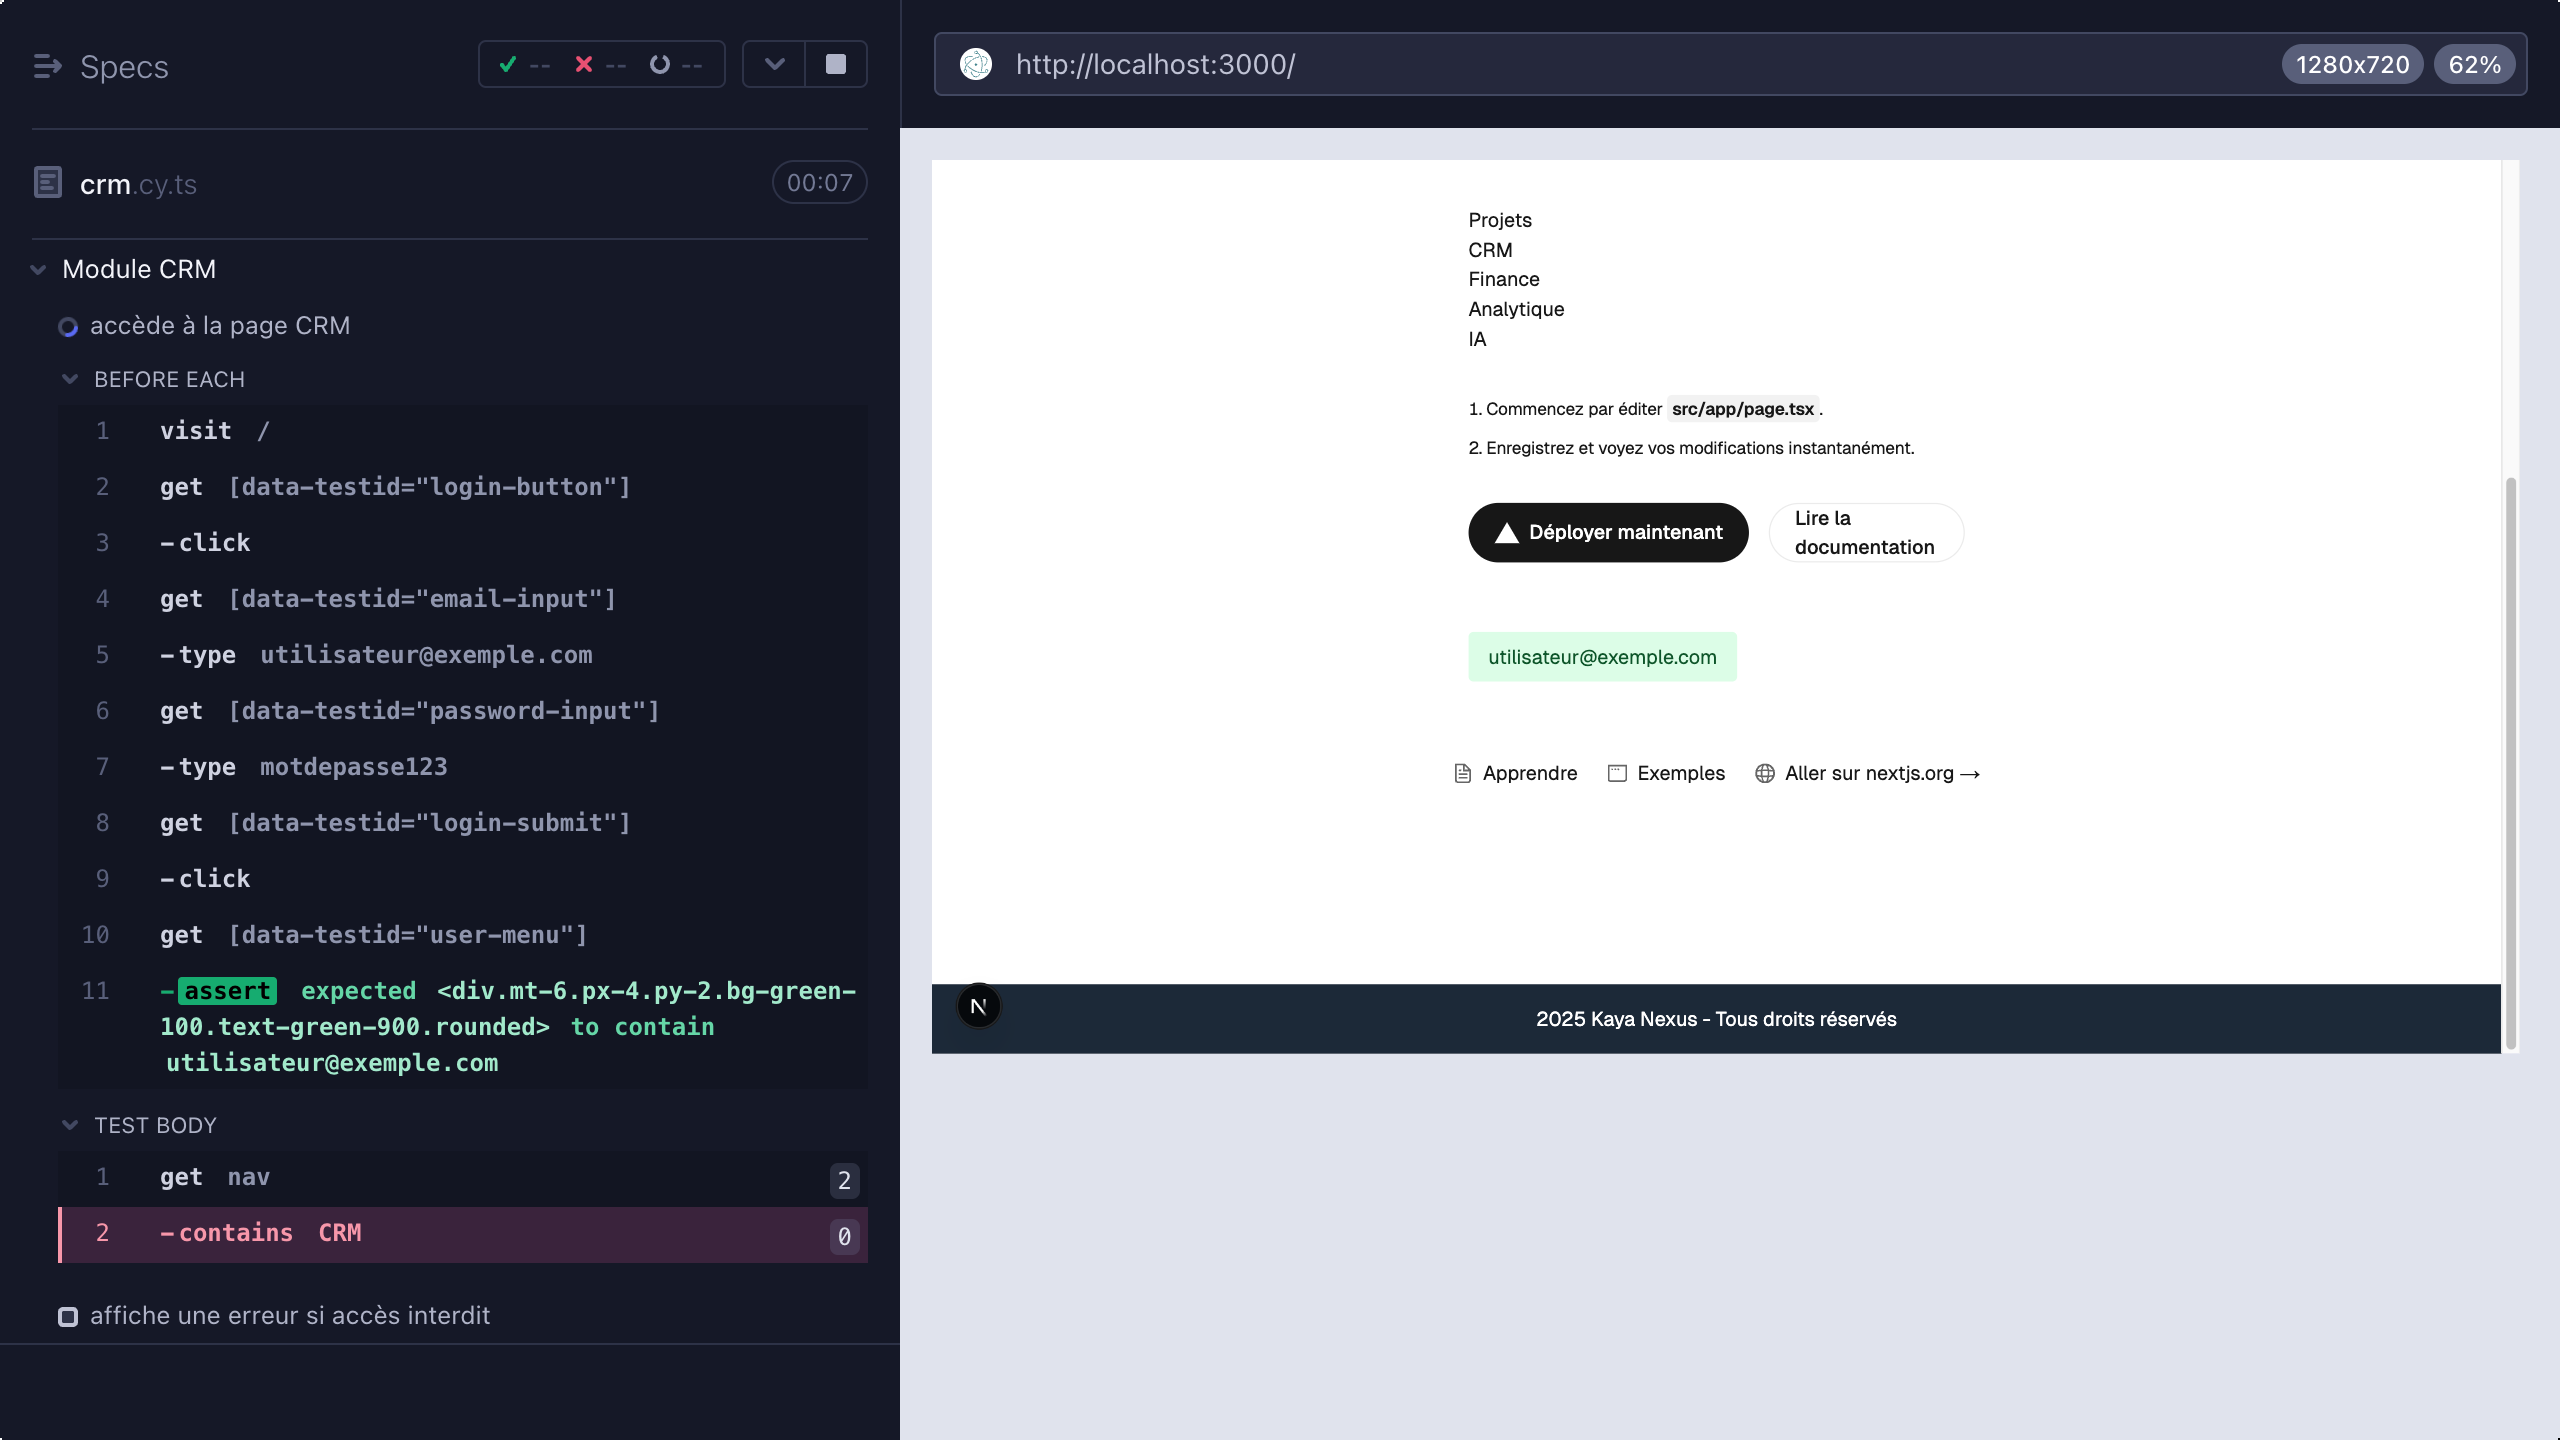 Specs
-- -- --
crm.cy.ts
00:07
Module CRM
accède à la page CRM
BEFORE EACH
1 visit /
2 get [data-testid="login-button"]
3 -click
4 get [data-testid="email-input"]
5 -type utilisateur@exemple.com
6 get [data-testid="password-input"]
7 -type motdepasse123
8 get [data-testid="login-submit"]
9 -click
10 get [data-testid="user-menu"]
11 -assert expected <div.mt-6.px-4.py-2.bg-green-
100.text-green-900.rounded> to contain
utilisateur@exemple.com
TEST BODY
1 get nav 2
2 -contains CRM 0
affiche une erreur si accès interdit
http://localhost:3000/
1280x720
62%
Projets
CRM
Finance
Analytique
IA
1. Commencez par éditer src/app/page.tsx .
2. Enregistrez et voyez vos modifications instantanément.
Déployer maintenant
Lire la
documentation
utilisateur@exemple.com
Apprendre
Exemples
Aller sur nextjs.org →
N
2025 Kaya Nexus - Tous droits réservés